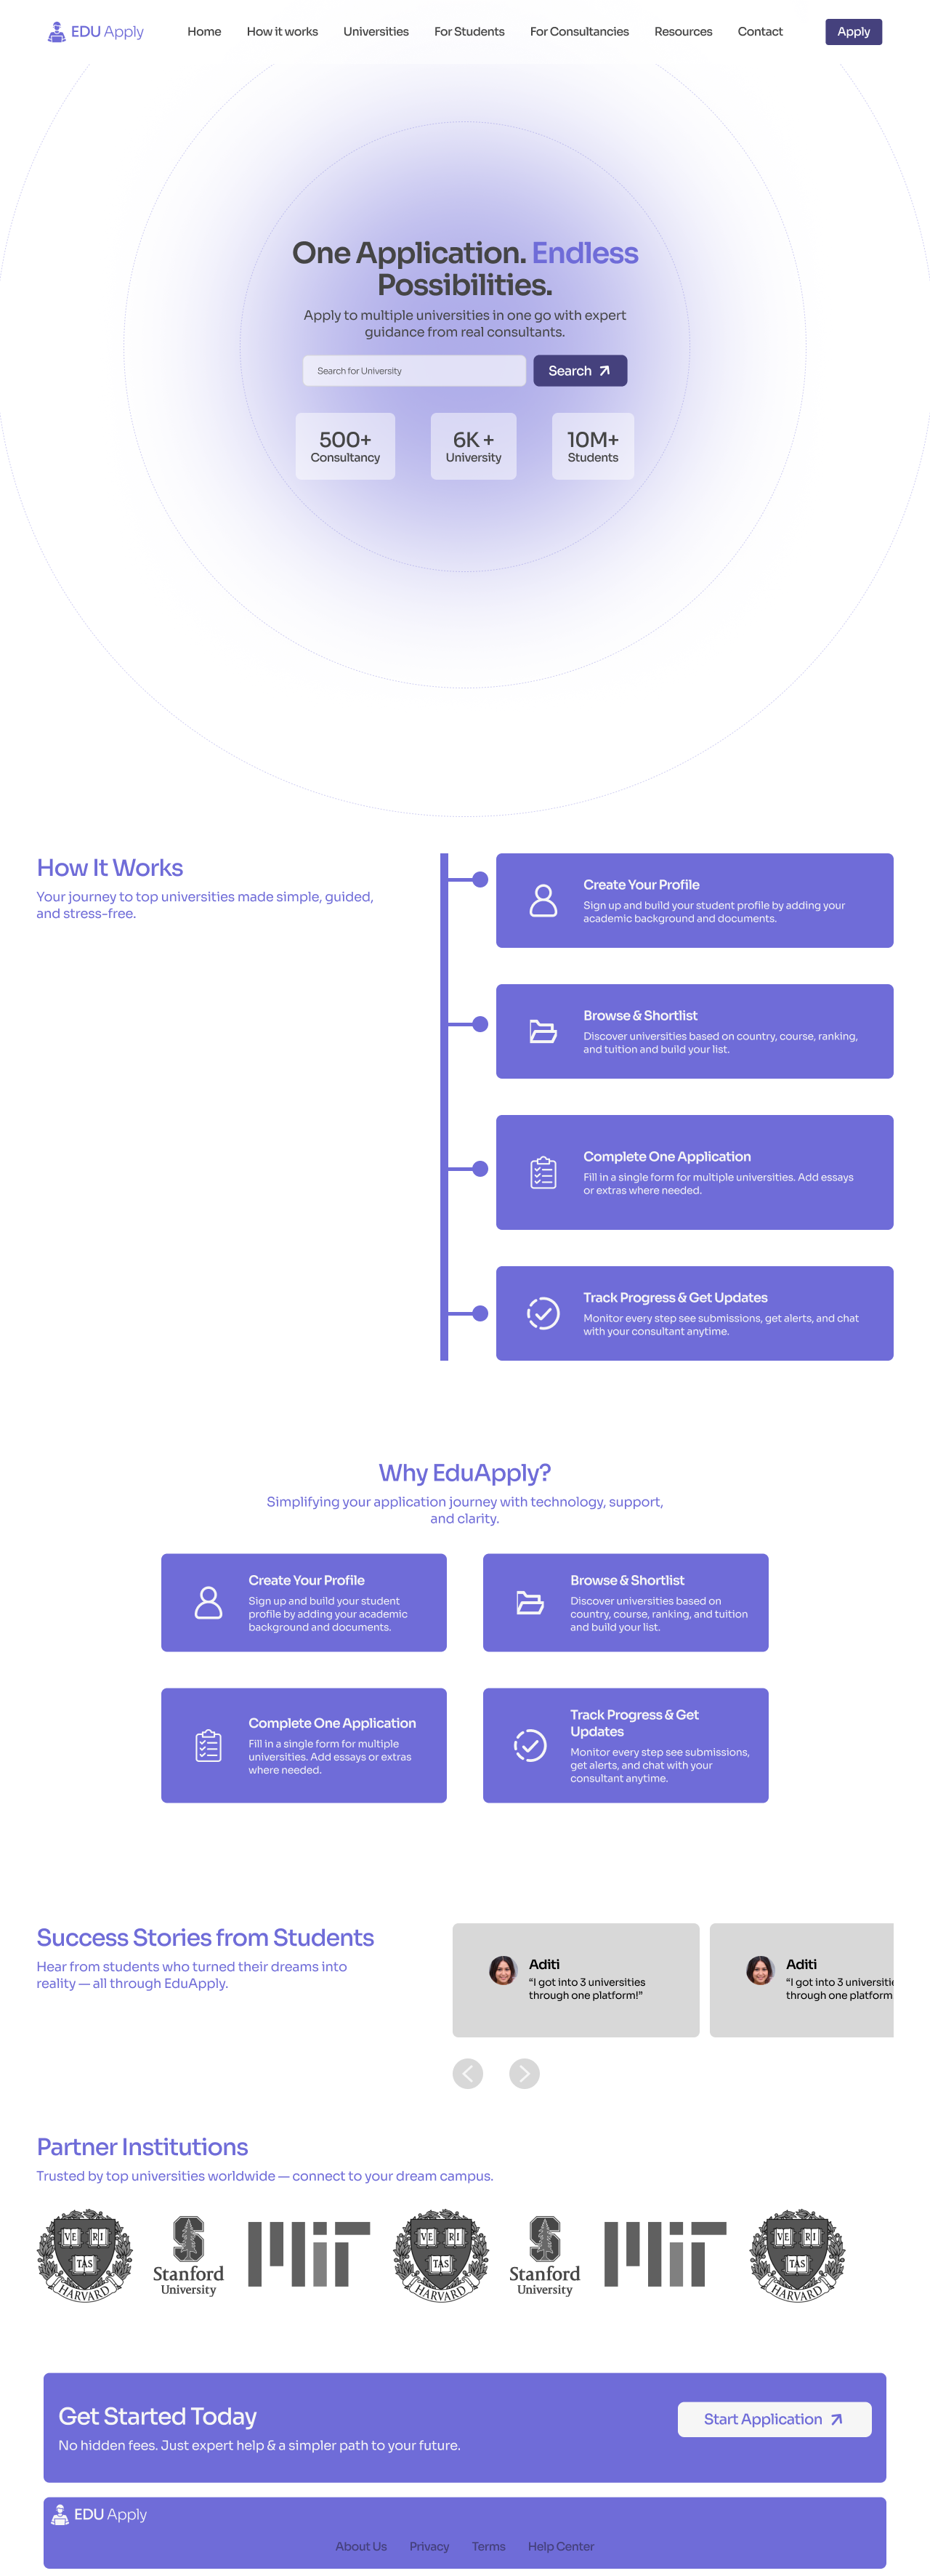 EDU Apply
Home How it works Universities For Students For Consultancies Resources Contact Apply
One Application. Endless
Possibilities.
Apply to multiple universities in one go with expert
guidance from real consultants.
Search for University
Search
500+
Consultancy
6K +
University
10M+
Students
How It Works
Your journey to top universities made simple, guided,
and stress-free.
Create Your Profile
Sign up and build your student profile by adding your
academic background and documents.
Browse & Shortlist
Discover universities based on country, course, ranking,
and tuition and build your list.
Complete One Application
Fill in a single form for multiple universities. Add essays
or extras where needed.
Track Progress & Get Updates
Monitor every step see submissions, get alerts, and chat
with your consultant anytime.
Why EduApply?
Simplifying your application journey with technology, support,
and clarity.
Create Your Profile
Sign up and build your student
profile by adding your academic
background and documents.
Browse & Shortlist
Discover universities based on
country, course, ranking, and tuition
and build your list.
Complete One Application
Fill in a single form for multiple
universities. Add essays or extras
where needed.
Track Progress & Get
Updates
Monitor every step see submissions,
get alerts, and chat with your
consultant anytime.
Success Stories from Students
Hear from students who turned their dreams into
reality — all through EduApply.
Aditi
“I got into 3 universities
through one platform!”
Aditi
“I got into 3 universitie
through one platform
Partner Institutions
Trusted by top universities worldwide — connect to your dream campus.
VE RI
TAS
HARVARD
Stanford
University
MIT
VE RI
TAS
HARVARD
Stanford
University
MIT
VE RI
TAS
HARVARD
Get Started Today
No hidden fees. Just expert help & a simpler path to your future.
Start Application
EDU Apply
About Us Privacy Terms Help Center